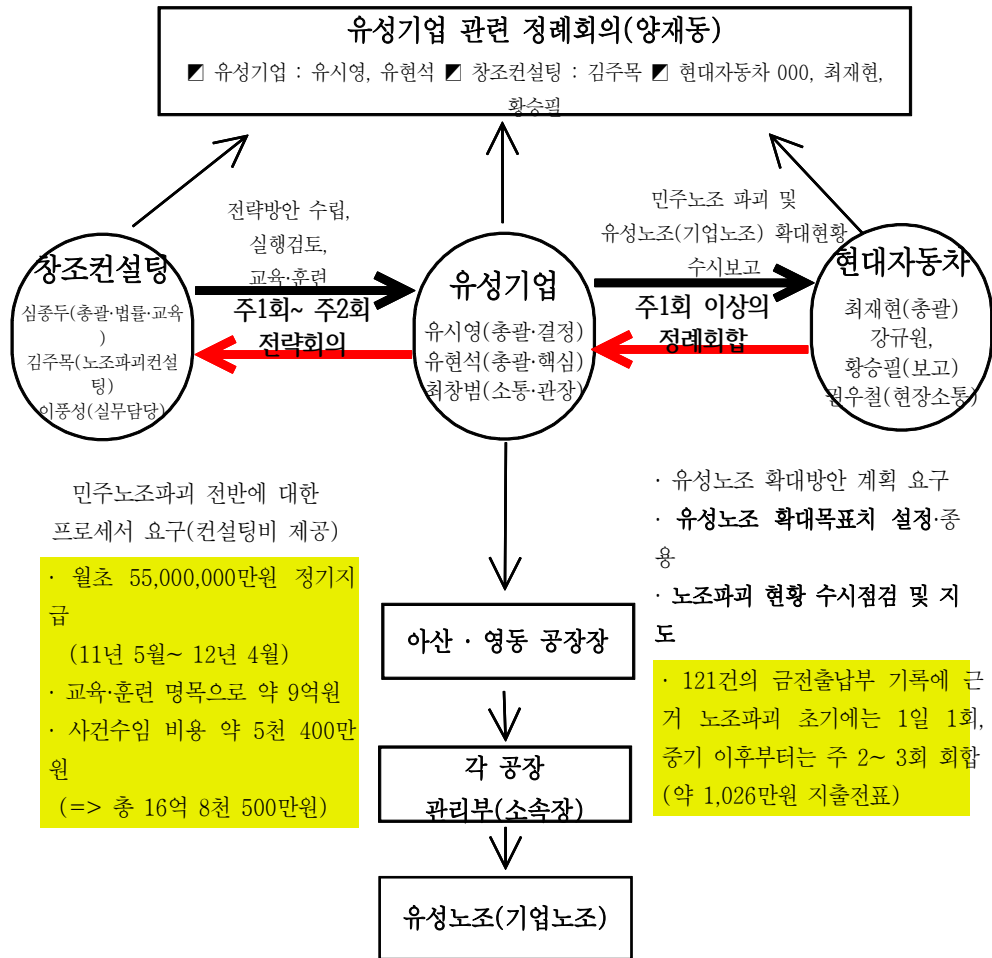 유성기업 관련 정례회의(양재동)
◩ 유성기업 : 유시영, 유현석 ◩ 창조컨설팅 : 김주목 ◩ 현대자동차 000, 최재현,
황승필
전략방안 수립,
실행검토,
교육·훈련
주1회~ 주2회
전략회의
민주노조 파괴 및
유성노조(기업노조) 확대현황
수시보고
주1회 이상의
정례회합
창조컨설팅
심종두(총괄·법률·교육
)
김주목(노조파괴컨설
팅)
이풍성(실무담당)
유성기업
유시영(총괄·결정)
유현석(총괄·핵심)
최창범(소통·관장)
현대자동차
최재현(총괄)
강규원,
황승필(보고)
권우철(현장소통)
민주노조파괴 전반에 대한
프로세서 요구(컨설팅비 제공)
· 월초 55,000,000만원 정기지
급
(11년 5월~ 12년 4월)
· 교육·훈련 명목으로 약 9억원
· 사건수임 비용 약 5천 400만
원
(=> 총 16억 8천 500만원)
· 유성노조 확대방안 계획 요구
· 유성노조 확대목표치 설정·종
용
· 노조파괴 현황 수시점검 및 지
도
· 121건의 금전출납부 기록에 근
거 노조파괴 초기에는 1일 1회,
중기 이후부터는 주 2~ 3회 회합
(약 1,026만원 지출전표)
아산 · 영동 공장장
각 공장
관리부(소속장)
유성노조(기업노조)